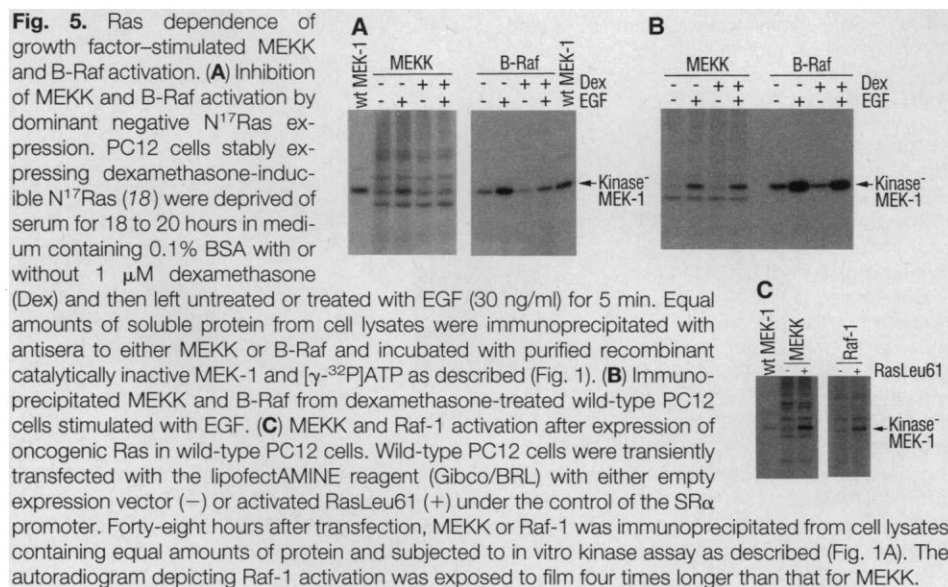 Fig. 5. Ras dependence of
growth factor–stimulated MEKK
and B-Raf activation. (A) Inhibition
of MEKK and B-Raf activation by
dominant negative N¹⁷Ras ex-
pression. PC12 cells stably ex-
pressing dexamethasone-induc-
ible N¹⁷Ras (18) were deprived of
serum for 18 to 20 hours in medi-
um containing 0.1% BSA with or
without 1 μM dexamethasone
(Dex) and then left untreated or treated with EGF (30 ng/ml) for 5 min. Equal
amounts of soluble protein from cell lysates were immunoprecipitated with
antisera to either MEKK or B-Raf and incubated with purified recombinant
catalytically inactive MEK-1 and [γ-³²P]ATP as described (Fig. 1). (B) Immuno-
precipitated MEKK and B-Raf from dexamethasone-treated wild-type PC12
cells stimulated with EGF. (C) MEKK and Raf-1 activation after expression of
oncogenic Ras in wild-type PC12 cells. Wild-type PC12 cells were transiently
transfected with the lipofectAMINE reagent (Gibco/BRL) with either empty
expression vector (−) or activated RasLeu61 (+) under the control of the SRα
promoter. Forty-eight hours after transfection, MEKK or Raf-1 was immunoprecipitated from cell lysates
containing equal amounts of protein and subjected to in vitro kinase assay as described (Fig. 1A). The
autoradiogram depicting Raf-1 activation was exposed to film four times longer than that for MEKK.
A
wt MEK-1
MEKK
B-Raf
wt MEK-1
- - + + - - + + Dex
- + - + - + - + EGF
Kinase⁻
MEK-1
B
MEKK
B-Raf
- - + + - - + + Dex
- + - + - + - + EGF
Kinase⁻
MEK-1
C
wt MEK-1
MEKK
Raf-1
- + - + RasLeu61
Kinase⁻
MEK-1